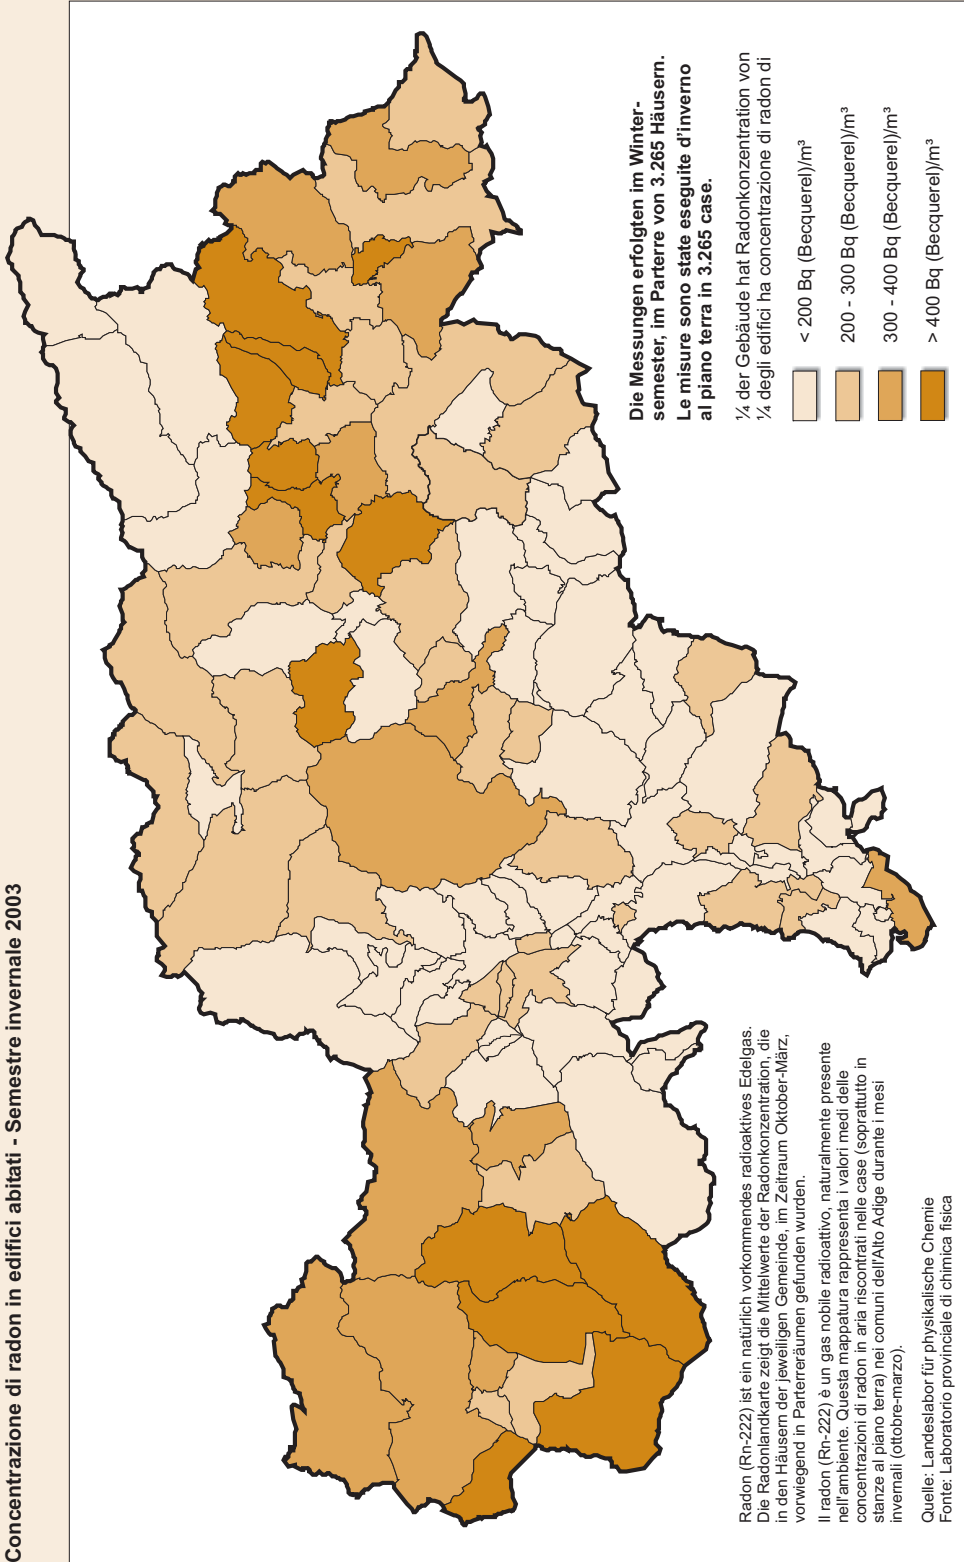 Concentrazione di radon in edifici abitati - Semestre invernale 2003
Die Messungen erfolgten im Winter-
semester, im Parterre von 3.265 Häusern.
Le misure sono state eseguite d'inverno
al piano terra in 3.265 case.
¼ der Gebäude hat Radonkonzentration von
¼ degli edifici ha concentrazione di radon di
< 200 Bq (Becquerel)/m³
200 - 300 Bq (Becquerel)/m³
300 - 400 Bq (Becquerel)/m³
> 400 Bq (Becquerel)/m³
Radon (Rn-222) ist ein natürlich vorkommendes radioaktives Edelgas.
Die Radonlandkarte zeigt die Mittelwerte der Radonkonzentration, die
in den Häusern der jeweiligen Gemeinde, im Zeitraum Oktober-März,
vorwiegend in Parterreräumen gefunden wurden.
Il radon (Rn-222) è un gas nobile radioattivo, naturalmente presente
nell'ambiente. Questa mappatura rappresenta i valori medi delle
concentrazioni di radon in aria riscontrati nelle case (soprattutto in
stanze al piano terra) nei comuni dell'Alto Adige durante i mesi
invernali (ottobre-marzo).
Quelle: Landeslabor für physikalische Chemie
Fonte: Laboratorio provinciale di chimica fisica